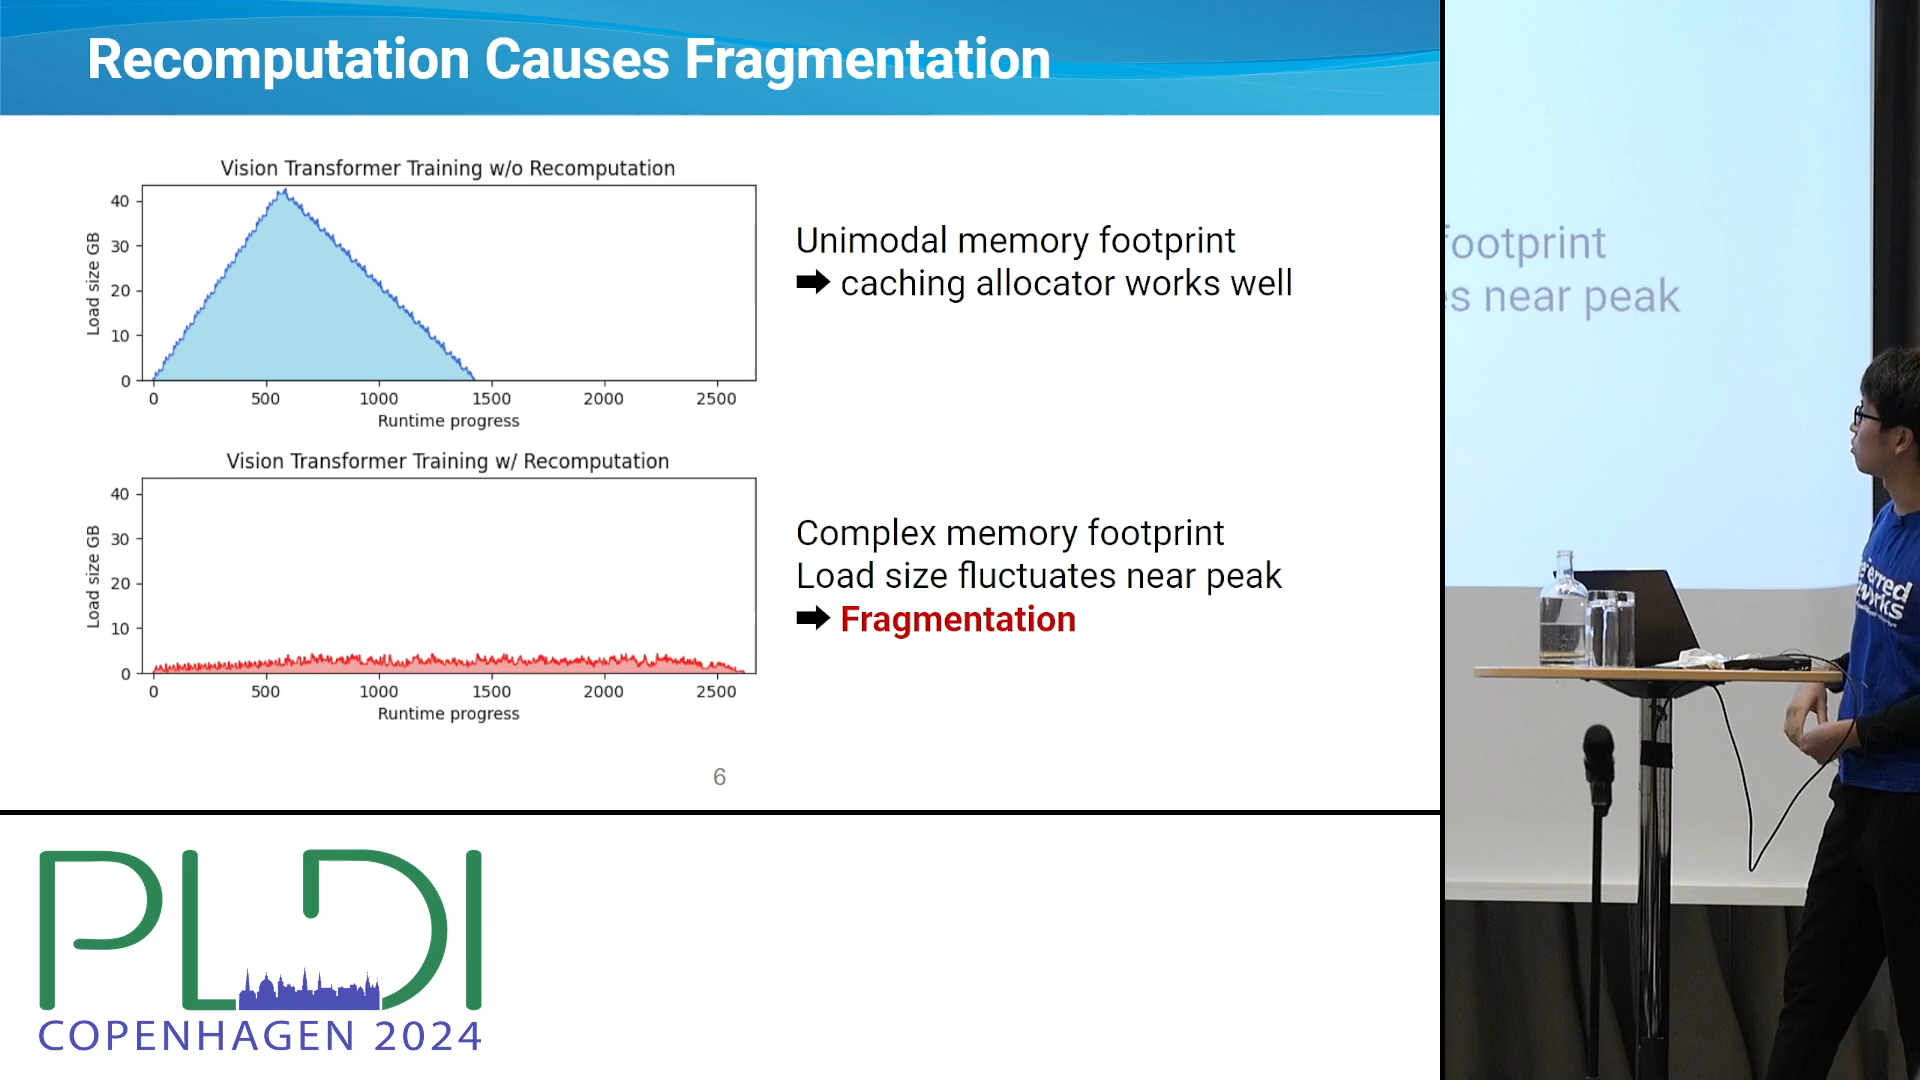 Recomputation Causes Fragmentation
Vision Transformer Training w/o Recomputation
Load size GB
40
30
20
10
0
0 500 1000 1500 2000 2500
Runtime progress
Unimodal memory footprint
➡ caching allocator works well
Vision Transformer Training w/ Recomputation
Load size GB
40
30
20
10
0
0 500 1000 1500 2000 2500
Runtime progress
Complex memory footprint
Load size fluctuates near peak
➡ Fragmentation
6
footprint
es near peak
PLDI
COPENHAGEN 2024